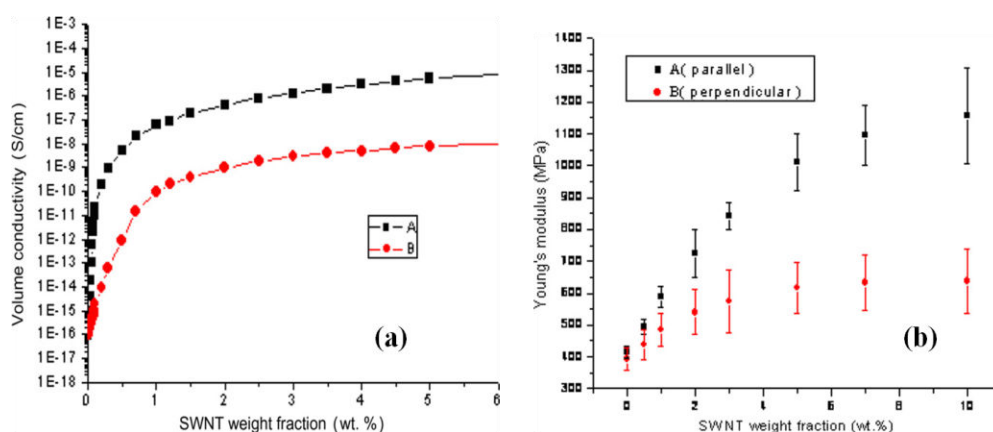 1E-3
1E-4
1E-5
1E-6
1E-7
1E-8
1E-9
1E-10
1E-11
1E-12
1E-13
1E-14
1E-15
1E-16
1E-17
1E-18
Volume conductivity (S/cm)
A
B
(a)
0 1 2 3 4 5 6
SWNT weight fraction (wt. %)
1400
1300
1200
1100
1000
900
800
700
600
500
400
300
Young's modulus (MPa)
A( parallel )
B( perpendicular )
(b)
0 2 4 6 8 10
SWNT weight fraction (wt.%)